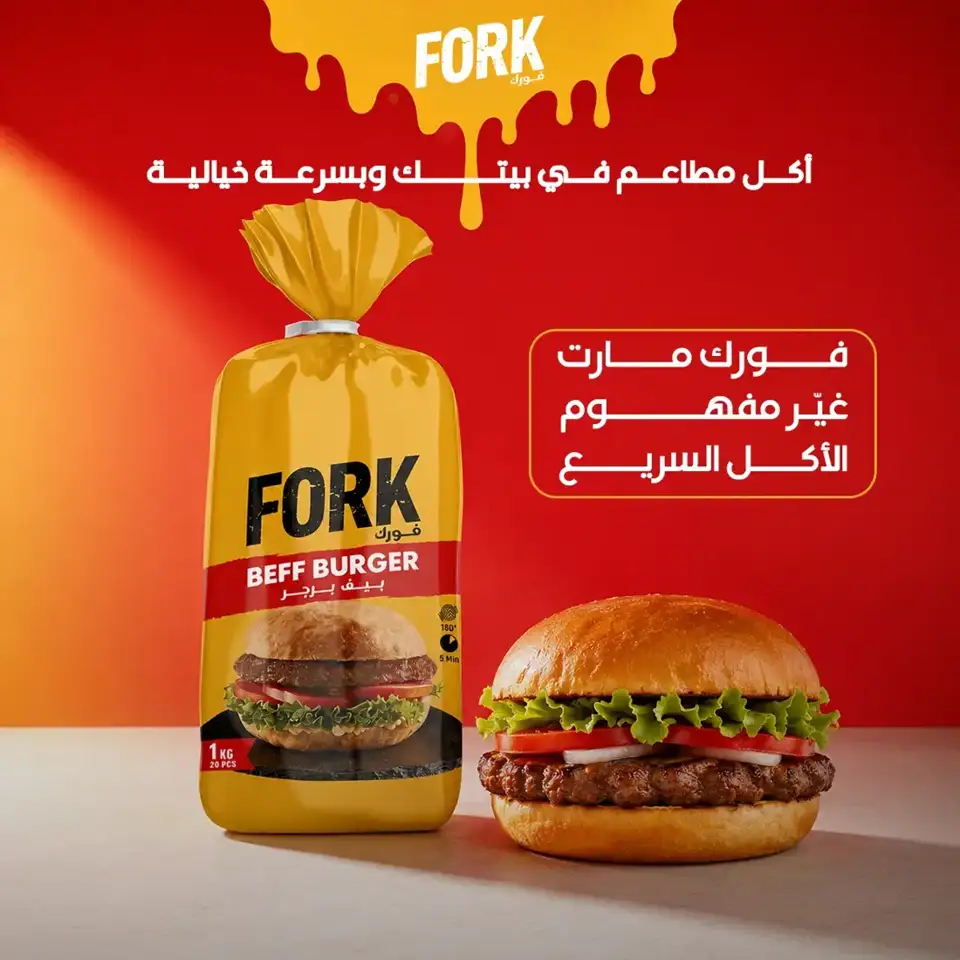 FORK
فورك
أكل مطاعم في بيتك وبسرعة خيالية
فورك مارت
غيّر مفهوم
الأكل السريع
FORK
فورك
BEFF BURGER
بيف برجر
180°
5 Min
1 KG
20 PCS